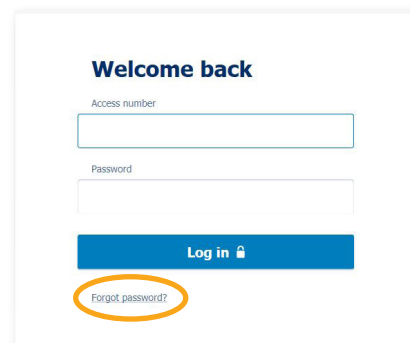 Welcome back
Access number
Password
Log in
Forgot password?